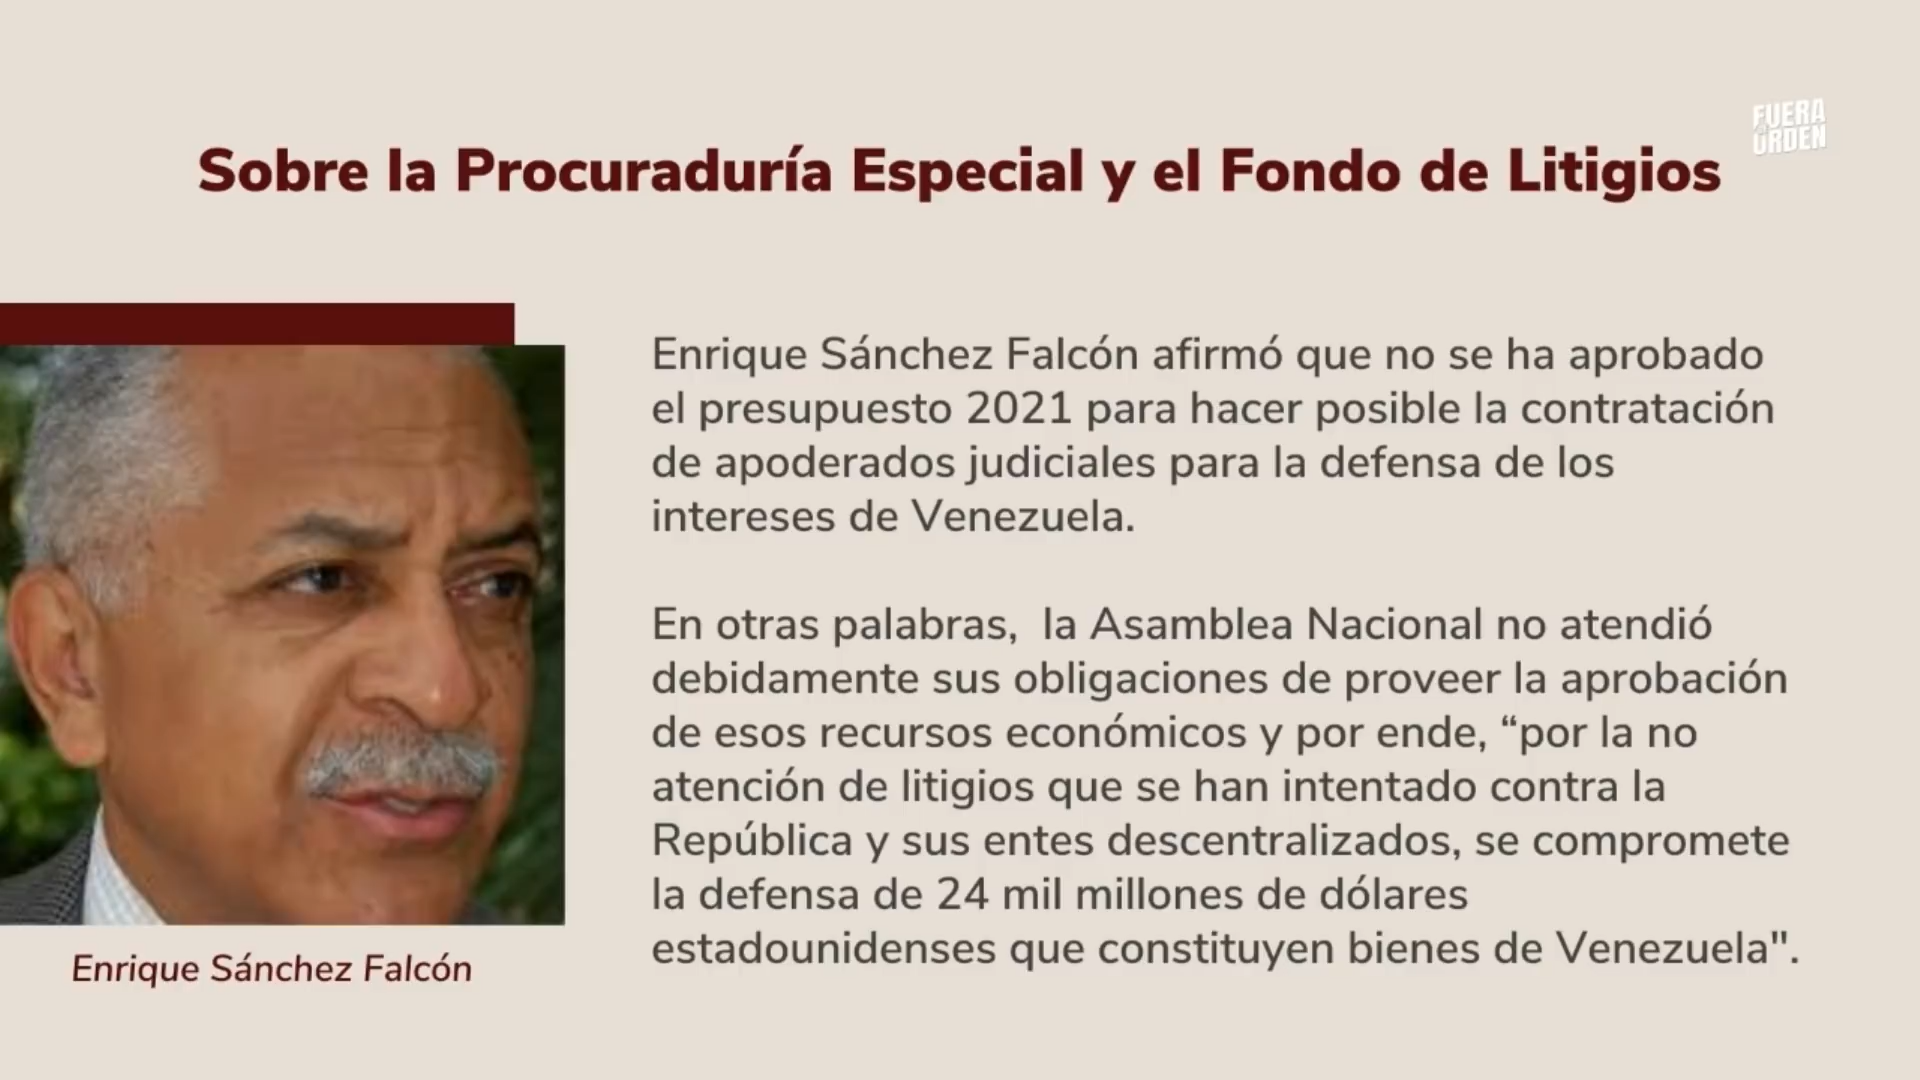 FUERA
ORDEN
Sobre la Procuraduría Especial y el Fondo de Litigios
Enrique Sánchez Falcón afirmó que no se ha aprobado
el presupuesto 2021 para hacer posible la contratación
de apoderados judiciales para la defensa de los
intereses de Venezuela.
En otras palabras,  la Asamblea Nacional no atendió
debidamente sus obligaciones de proveer la aprobación
de esos recursos económicos y por ende, “por la no
atención de litigios que se han intentado contra la
República y sus entes descentralizados, se compromete
la defensa de 24 mil millones de dólares
estadounidenses que constituyen bienes de Venezuela".
Enrique Sánchez Falcón